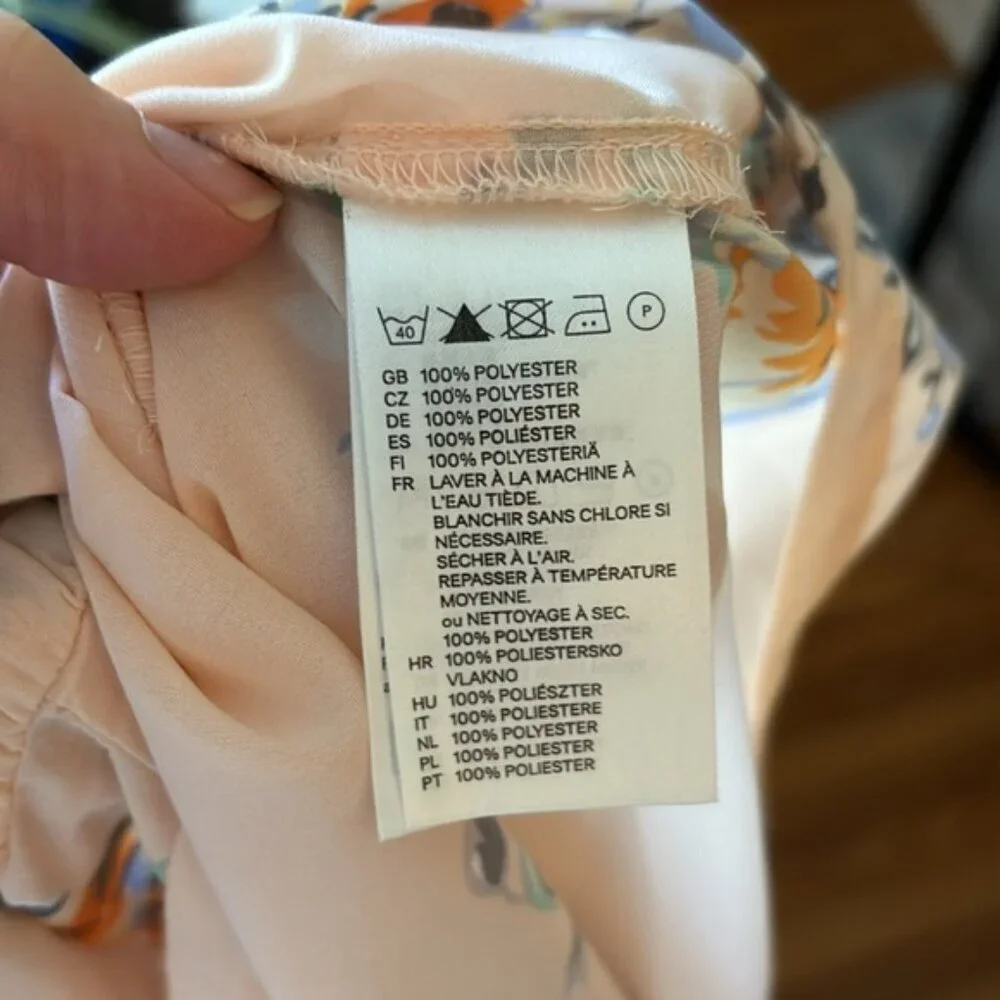 40 P
GB 100% POLYESTER
CZ 100% POLYESTER
DE 100% POLYESTER
ES 100% POLIÉSTER
FI 100% POLYESTERIÄ
FR LAVER À LA MACHINE À
L'EAU TIÈDE.
BLANCHIR SANS CHLORE SI
NÉCESSAIRE.
SÉCHER À L'AIR.
REPASSER À TEMPÉRATURE
MOYENNE.
ou NETTOYAGE À SEC.
100% POLYESTER
HR 100% POLIESTERSKO
VLAKNO
HU 100% POLIÉSZTER
IT 100% POLIESTERE
NL 100% POLYESTER
PL 100% POLIESTER
PT 100% POLIESTER